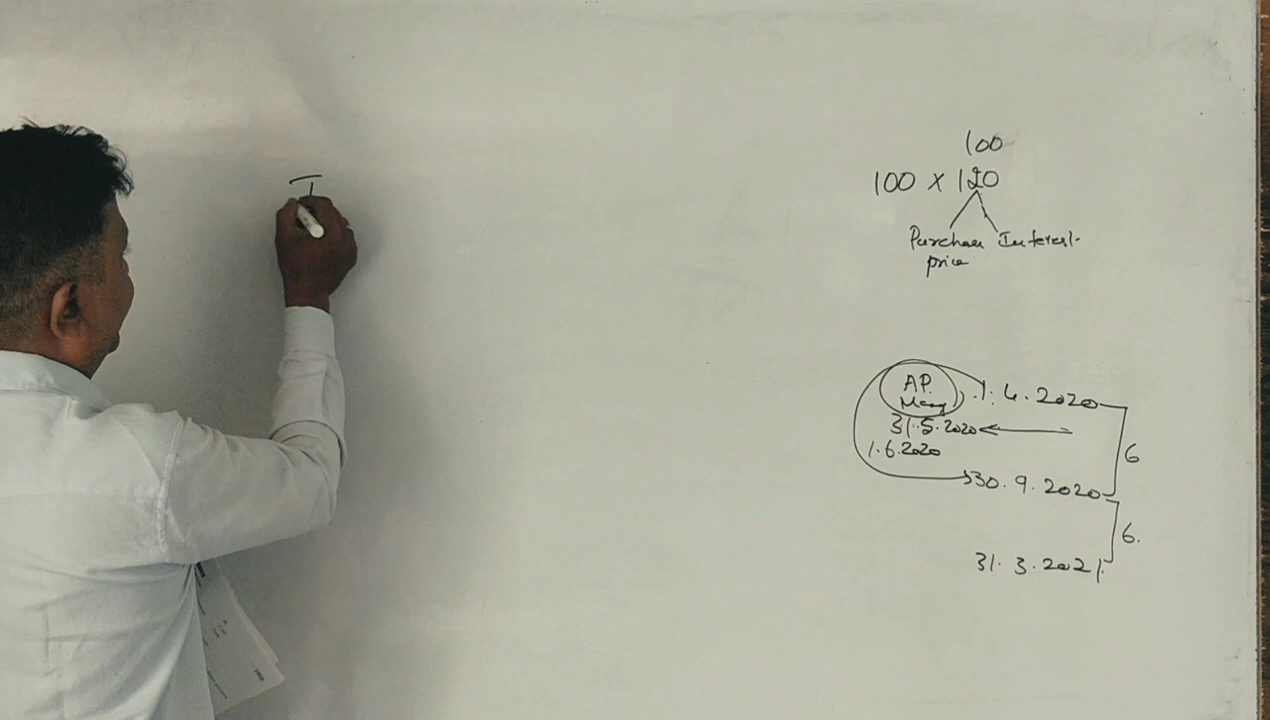 100
100 × 120
Purchase Interest
price
AP. 1.4.2020
May
31.5.2020
6
1.6.2020
30.9.2020
6.
31.3.2021